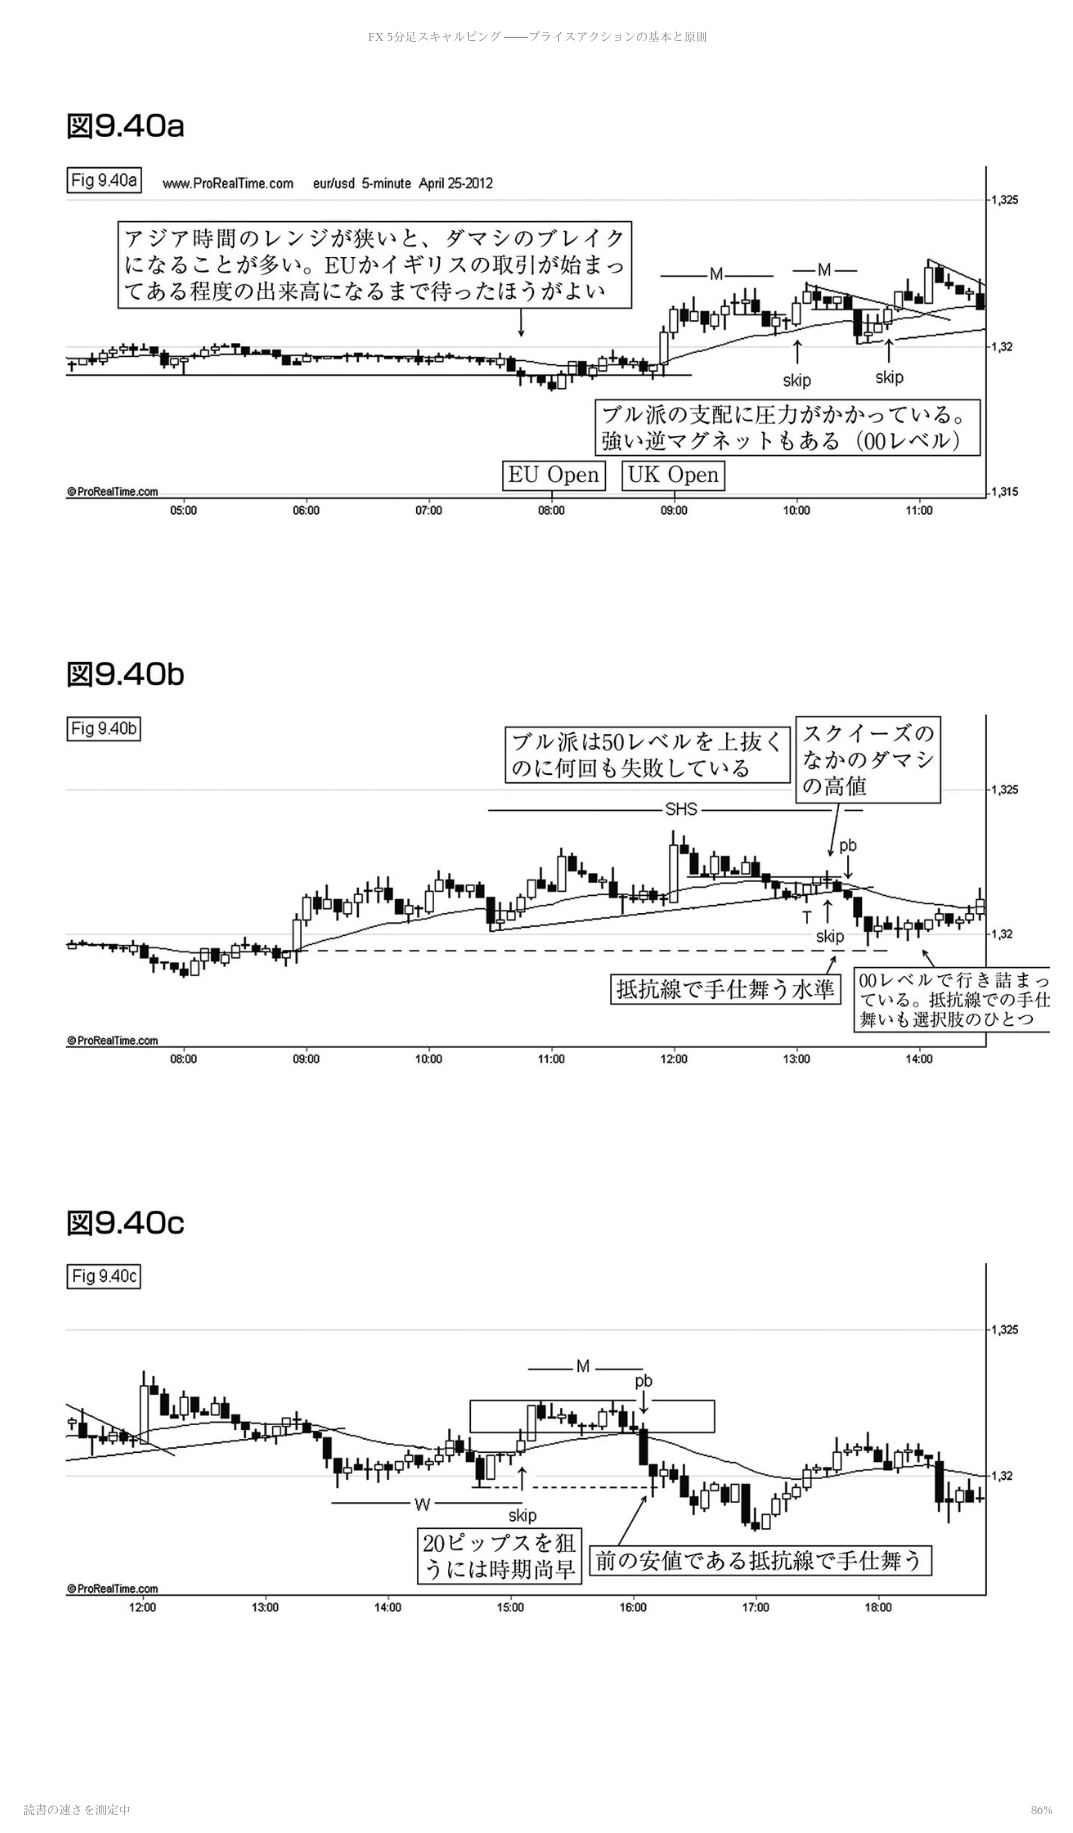 FX 5分足スキャルピング ――プライスアクションの基本と原則
図9.40a
Fig 9.40a www.ProRealTime.com eur/usd 5-minute April 25-2012
1,325
アジア時間のレンジが狭いと、ダマシのブレイク
になることが多い。EUかイギリスの取引が始まっ
てある程度の出来高になるまで待ったほうがよい
M
M
1,32
skip
skip
ブル派の支配に圧力がかかっている。
強い逆マグネットもある（00レベル）
EU Open
UK Open
©ProRealTime.com
1,315
05:00 06:00 07:00 08:00 09:00 10:00 11:00
図9.40b
Fig 9.40b
ブル派は50レベルを上抜く
のに何回も失敗している
スクイーズの
なかのダマシ
の高値
1,325
SHS
pb
T
skip
1,32
抵抗線で手仕舞う水準
00レベルで行き詰まっ
ている。抵抗線での手仕
舞いも選択肢のひとつ
©ProRealTime.com
08:00 09:00 10:00 11:00 12:00 13:00 14:00
図9.40c
Fig 9.40c
1,325
M
pb
1,32
W
skip
20ピップスを狙
うには時期尚早
前の安値である抵抗線で手仕舞う
©ProRealTime.com
12:00 13:00 14:00 15:00 16:00 17:00 18:00
読書の速さを測定中
86%